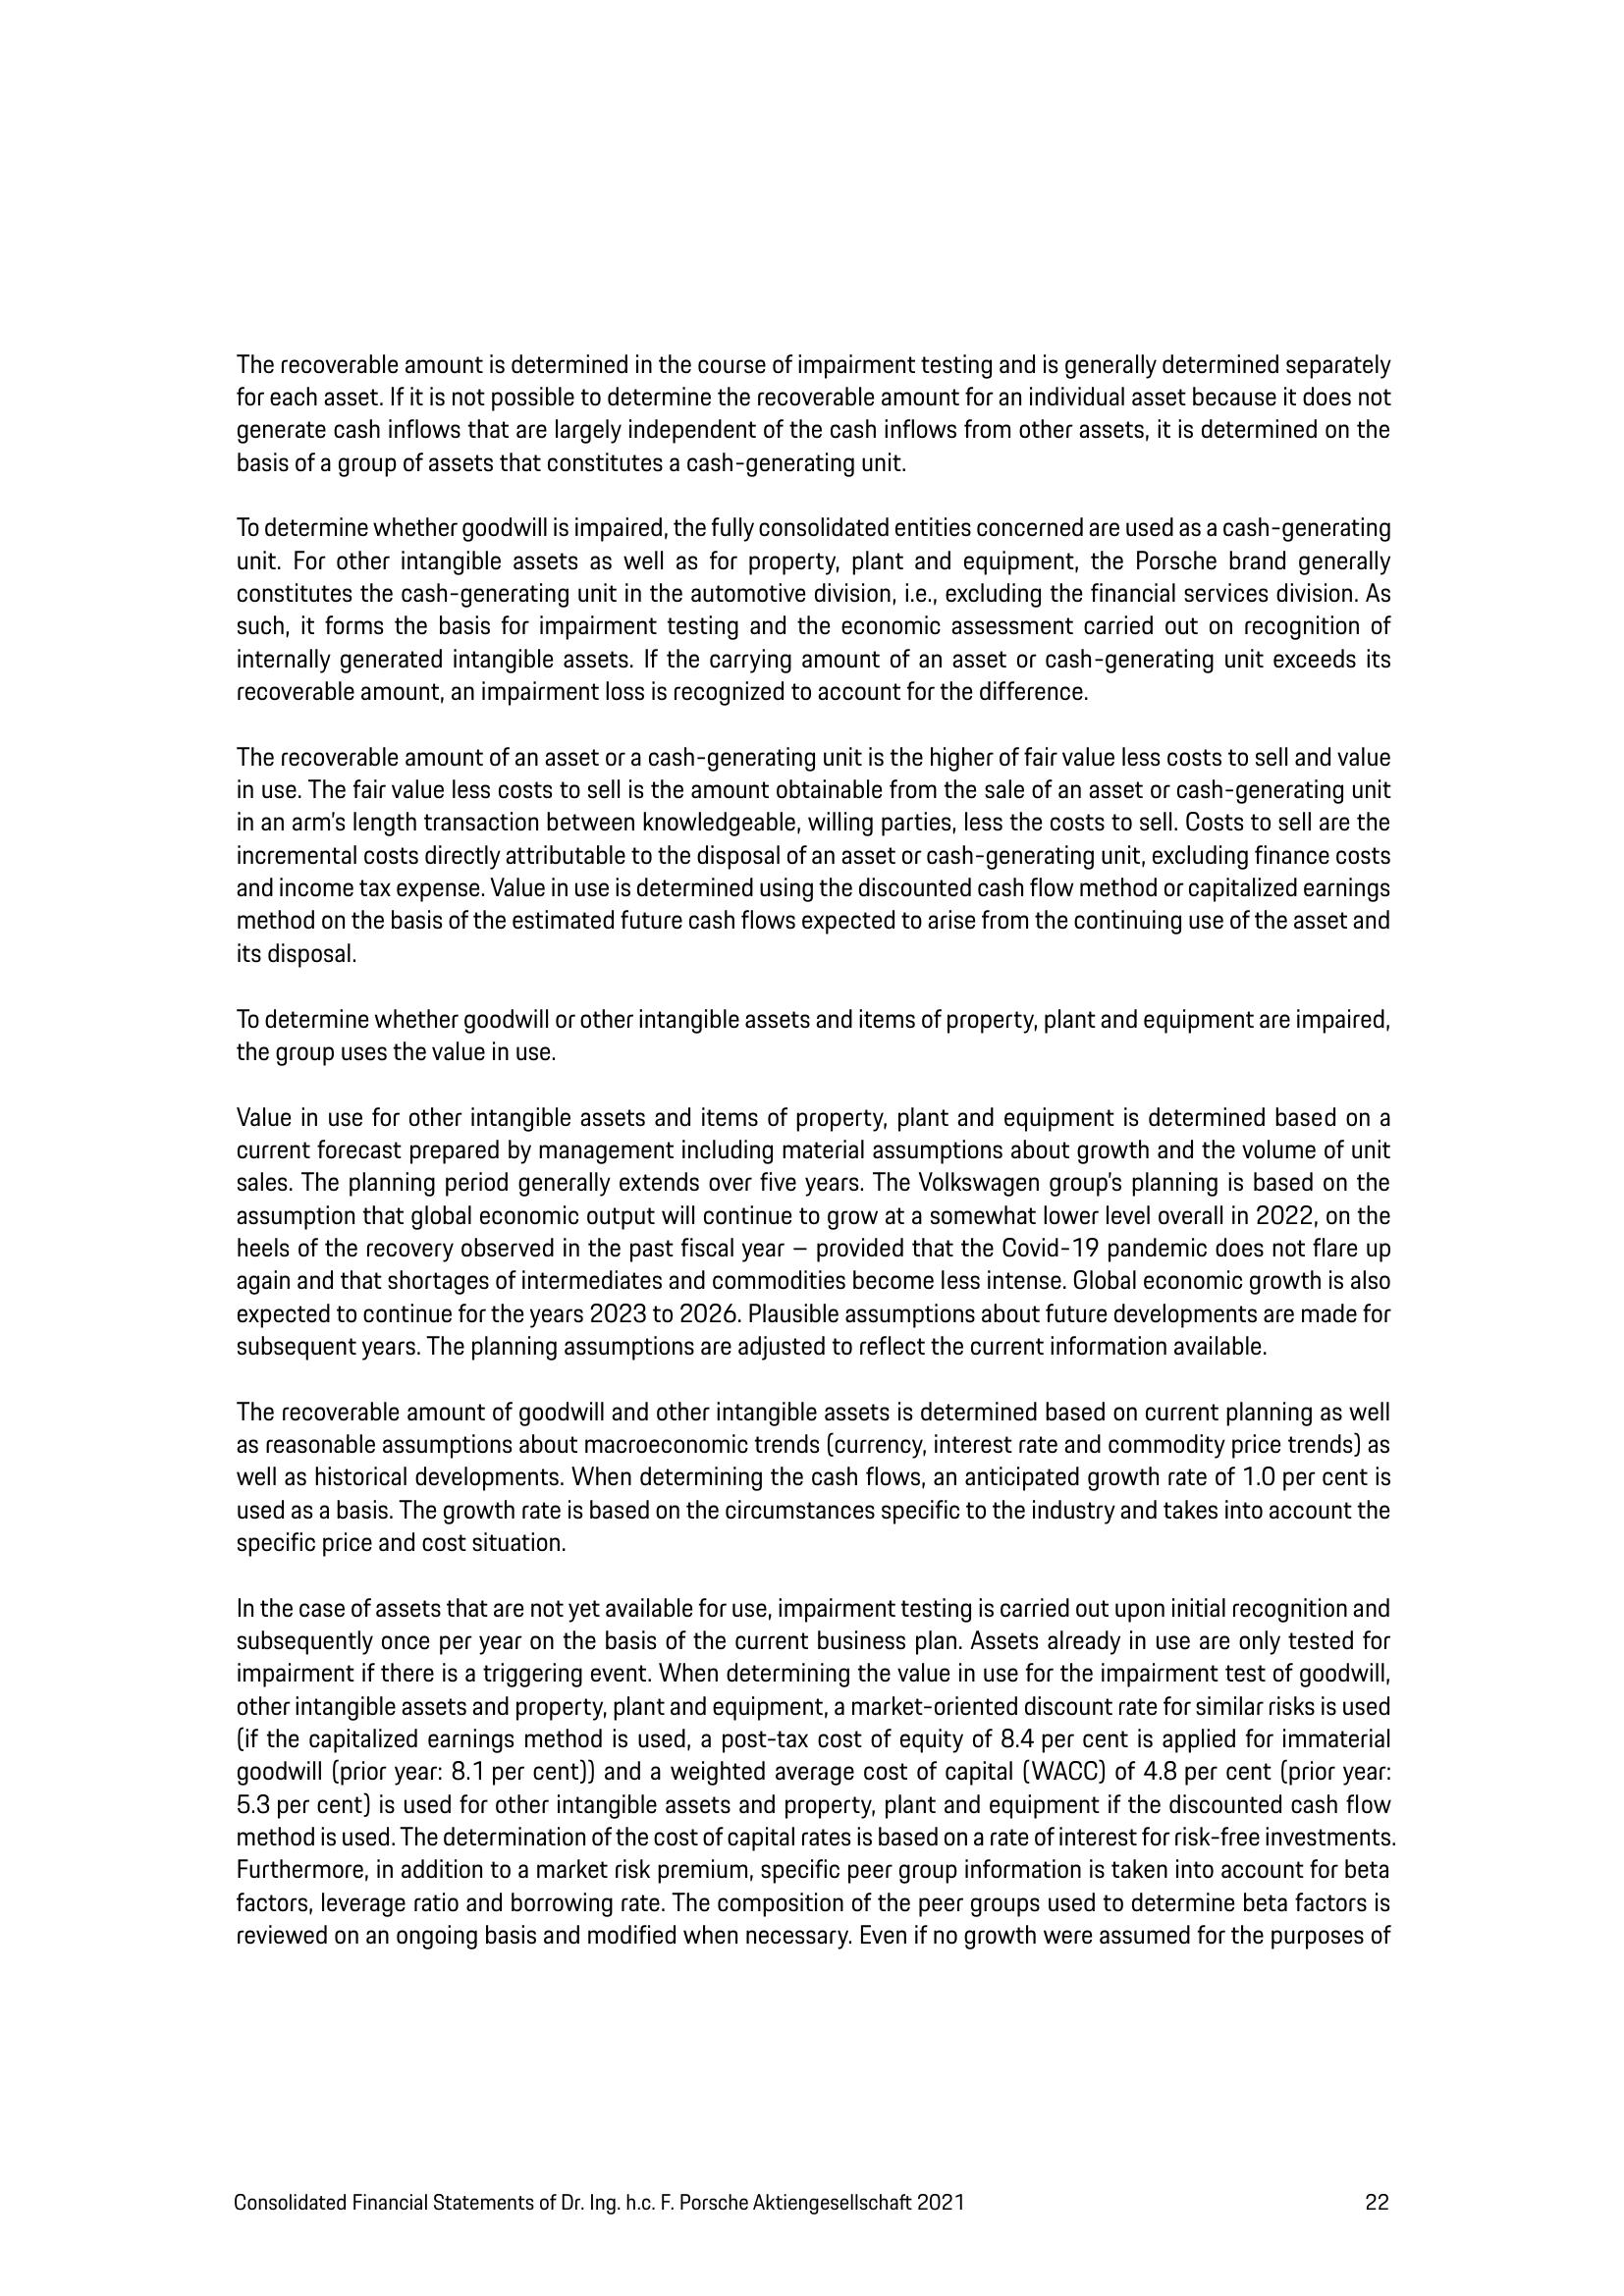 The recoverable amount is determined in the course of impairment testing and is generally determined separately
for each asset. If it is not possible to determine the recoverable amount for an individual asset because it does not
generate cash inflows that are largely independent of the cash inflows from other assets, it is determined on the
basis of a group of assets that constitutes a cash-generating unit.
To determine whether goodwill is impaired, the fully consolidated entities concerned are used as a cash-generating
unit. For other intangible assets as well as for property, plant and equipment, the Porsche brand generally
constitutes the cash-generating unit in the automotive division, i.e., excluding the financial services division. As
such, it forms the basis for impairment testing and the economic assessment carried out on recognition of
internally generated intangible assets. If the carrying amount of an asset or cash-generating unit exceeds its
recoverable amount, an impairment loss is recognized to account for the difference.
The recoverable amount of an asset or a cash-generating unit is the higher of fair value less costs to sell and value
in use. The fair value less costs to sell is the amount obtainable from the sale of an asset or cash-generating unit
in an arm's length transaction between knowledgeable, willing parties, less the costs to sell. Costs to sell are the
incremental costs directly attributable to the disposal of an asset or cash-generating unit, excluding finance costs
and income tax expense. Value in use is determined using the discounted cash flow method or capitalized earnings
method on the basis of the estimated future cash flows expected to arise from the continuing use of the asset and
its disposal.
To determine whether goodwill or other intangible assets and items of property, plant and equipment are impaired,
the group uses the value in use.
Value in use for other intangible assets and items of property, plant and equipment is determined based on a
current forecast prepared by management including material assumptions about growth and the volume of unit
sales. The planning period generally extends over five years. The Volkswagen group's planning is based on the
assumption that global economic output will continue to grow at a somewhat lower level overall in 2022, on the
heels of the recovery observed in the past fiscal year – provided that the Covid-19 pandemic does not flare up
again and that shortages of intermediates and commodities become less intense. Global economic growth is also
expected to continue for the years 2023 to 2026. Plausible assumptions about future developments are made for
subsequent years. The planning assumptions are adjusted to reflect the current information available.
The recoverable amount of goodwill and other intangible assets is determined based on current planning as well
as reasonable assumptions about macroeconomic trends (currency, interest rate and commodity price trends) as
well as historical developments. When determining the cash flows, an anticipated growth rate of 1.0 per cent is
used as a basis. The growth rate is based on the circumstances specific to the industry and takes into account the
specific price and cost situation.
In the case of assets that are not yet available for use, impairment testing is carried out upon initial recognition and
subsequently once per year on the basis of the current business plan. Assets already in use are only tested for
impairment if there is a triggering event. When determining the value in use for the impairment test of goodwill,
other intangible assets and property, plant and equipment, a market-oriented discount rate for similar risks is used
(if the capitalized earnings method is used, a post-tax cost of equity of 8.4 per cent is applied for immaterial
goodwill (prior year: 8.1 per cent)) and a weighted average cost of capital (WACC) of 4.8 per cent (prior year:
5.3 per cent) is used for other intangible assets and property, plant and equipment if the discounted cash flow
method is used. The determination of the cost of capital rates is based on a rate of interest for risk-free investments.
Furthermore, in addition to a market risk premium, specific peer group information is taken into account for beta
factors, leverage ratio and borrowing rate. The composition of the peer groups used to determine beta factors is
reviewed on an ongoing basis and modified when necessary. Even if no growth were assumed for the purposes of
Consolidated Financial Statements of Dr. Ing. h.c. F. Porsche Aktiengesellschaft 2021 22